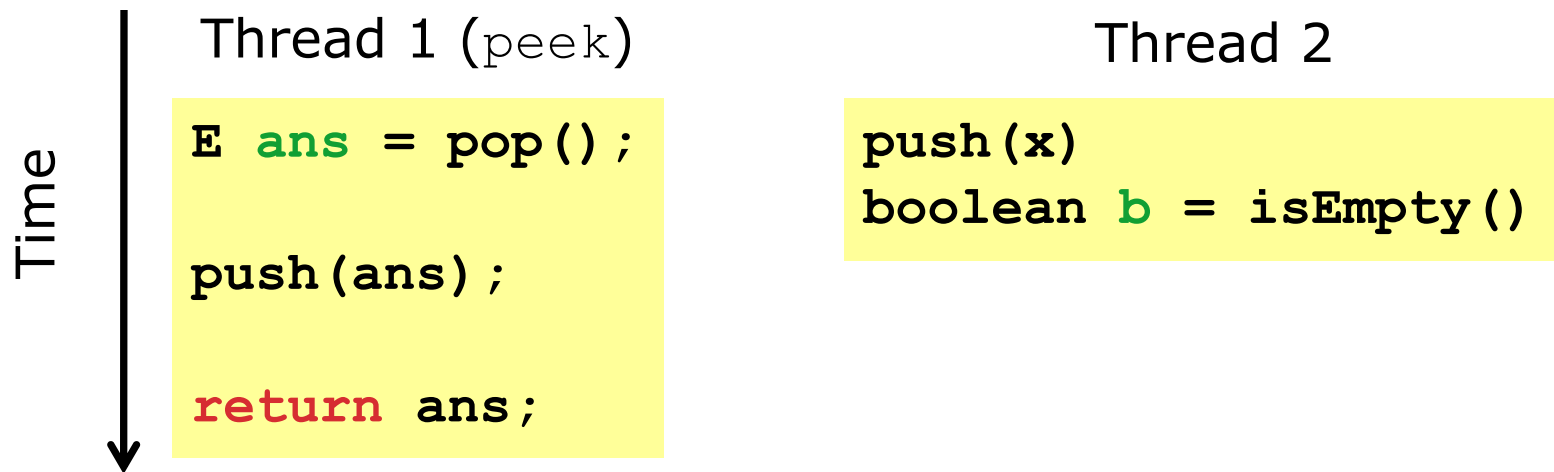 Time
Thread 1 (peek)
E ans = pop();
push(ans);
return ans;
Thread 2
push(x)
boolean b = isEmpty()